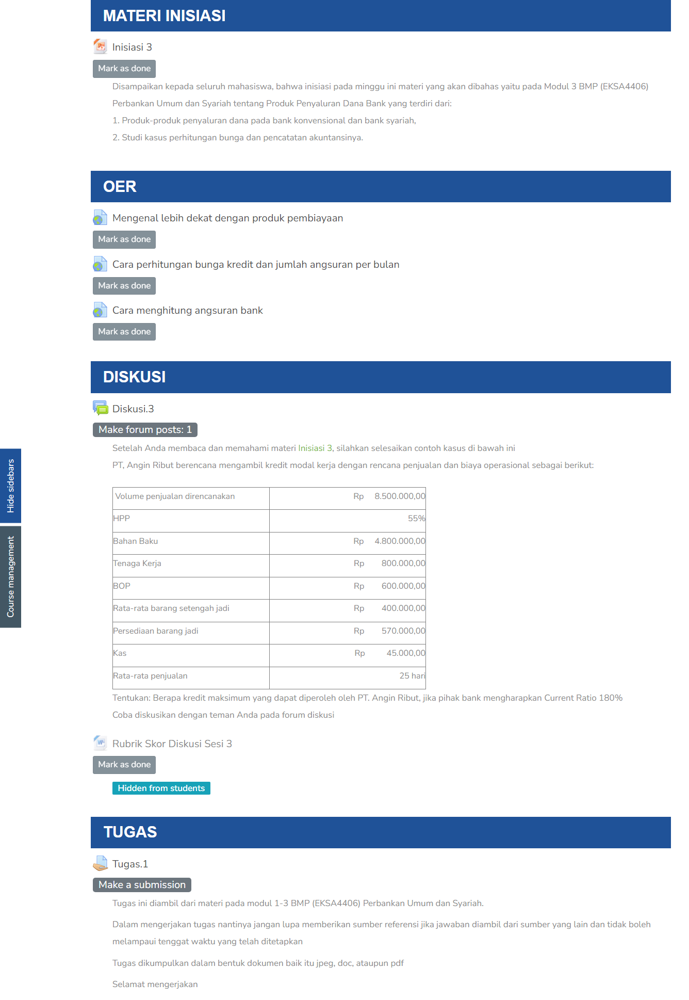 MATERI INISIASI
Inisiasi 3
Mark as done
Disampaikan kepada seluruh mahasiswa, bahwa inisiasi pada minggu ini materi yang akan dibahas yaitu pada Modul 3 BMP (EKSA4406)
Perbankan Umum dan Syariah tentang Produk Penyaluran Dana Bank yang terdiri dari:
1. Produk-produk penyaluran dana pada bank konvensional dan bank syariah,
2. Studi kasus perhitungan bunga dan pencatatan akuntansinya.
OER
Mengenal lebih dekat dengan produk pembiayaan
Mark as done
Cara perhitungan bunga kredit dan jumlah angsuran per bulan
Mark as done
Cara menghitung angsuran bank
Mark as done
DISKUSI
Diskusi.3
Make forum posts: 1
Setelah Anda membaca dan memahami materi Inisiasi 3, silahkan selesaikan contoh kasus di bawah ini
PT, Angin Ribut berencana mengambil kredit modal kerja dengan rencana penjualan dan biaya operasional sebagai berikut:
Volume penjualan direncanakan Rp 8.500.000,00
HPP 55%
Bahan Baku Rp 4.800.000,00
Tenaga Kerja Rp 800.000,00
BOP Rp 600.000,00
Rata-rata barang setengah jadi Rp 400.000,00
Persediaan barang jadi Rp 570.000,00
Kas Rp 45.000,00
Rata-rata penjualan 25 hari
Tentukan: Berapa kredit maksimum yang dapat diperoleh oleh PT. Angin Ribut, jika pihak bank mengharapkan Current Ratio 180%
Coba diskusikan dengan teman Anda pada forum diskusi
Rubrik Skor Diskusi Sesi 3
Mark as done
Hidden from students
TUGAS
Tugas.1
Make a submission
Tugas ini diambil dari materi pada modul 1-3 BMP (EKSA4406) Perbankan Umum dan Syariah.
Dalam mengerjakan tugas nantinya jangan lupa memberikan sumber referensi jika jawaban diambil dari sumber yang lain dan tidak boleh
melampaui tenggat waktu yang telah ditetapkan
Tugas dikumpulkan dalam bentuk dokumen baik itu jpeg, doc, ataupun pdf
Selamat mengerjakan
Hide sidebars
Course management